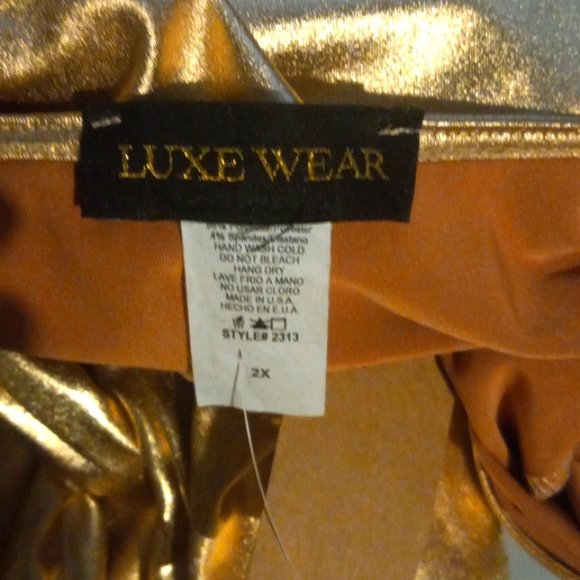 LUXE WEAR
4% Spandex/Elastano
HAND WASH COLD
DO NOT BLEACH
HANG DRY
LAVE FRIO A MANO
NO USAR CLORO
MADE IN U.S.A
HECHO EN E.U.A
STYLE# 2313
2X